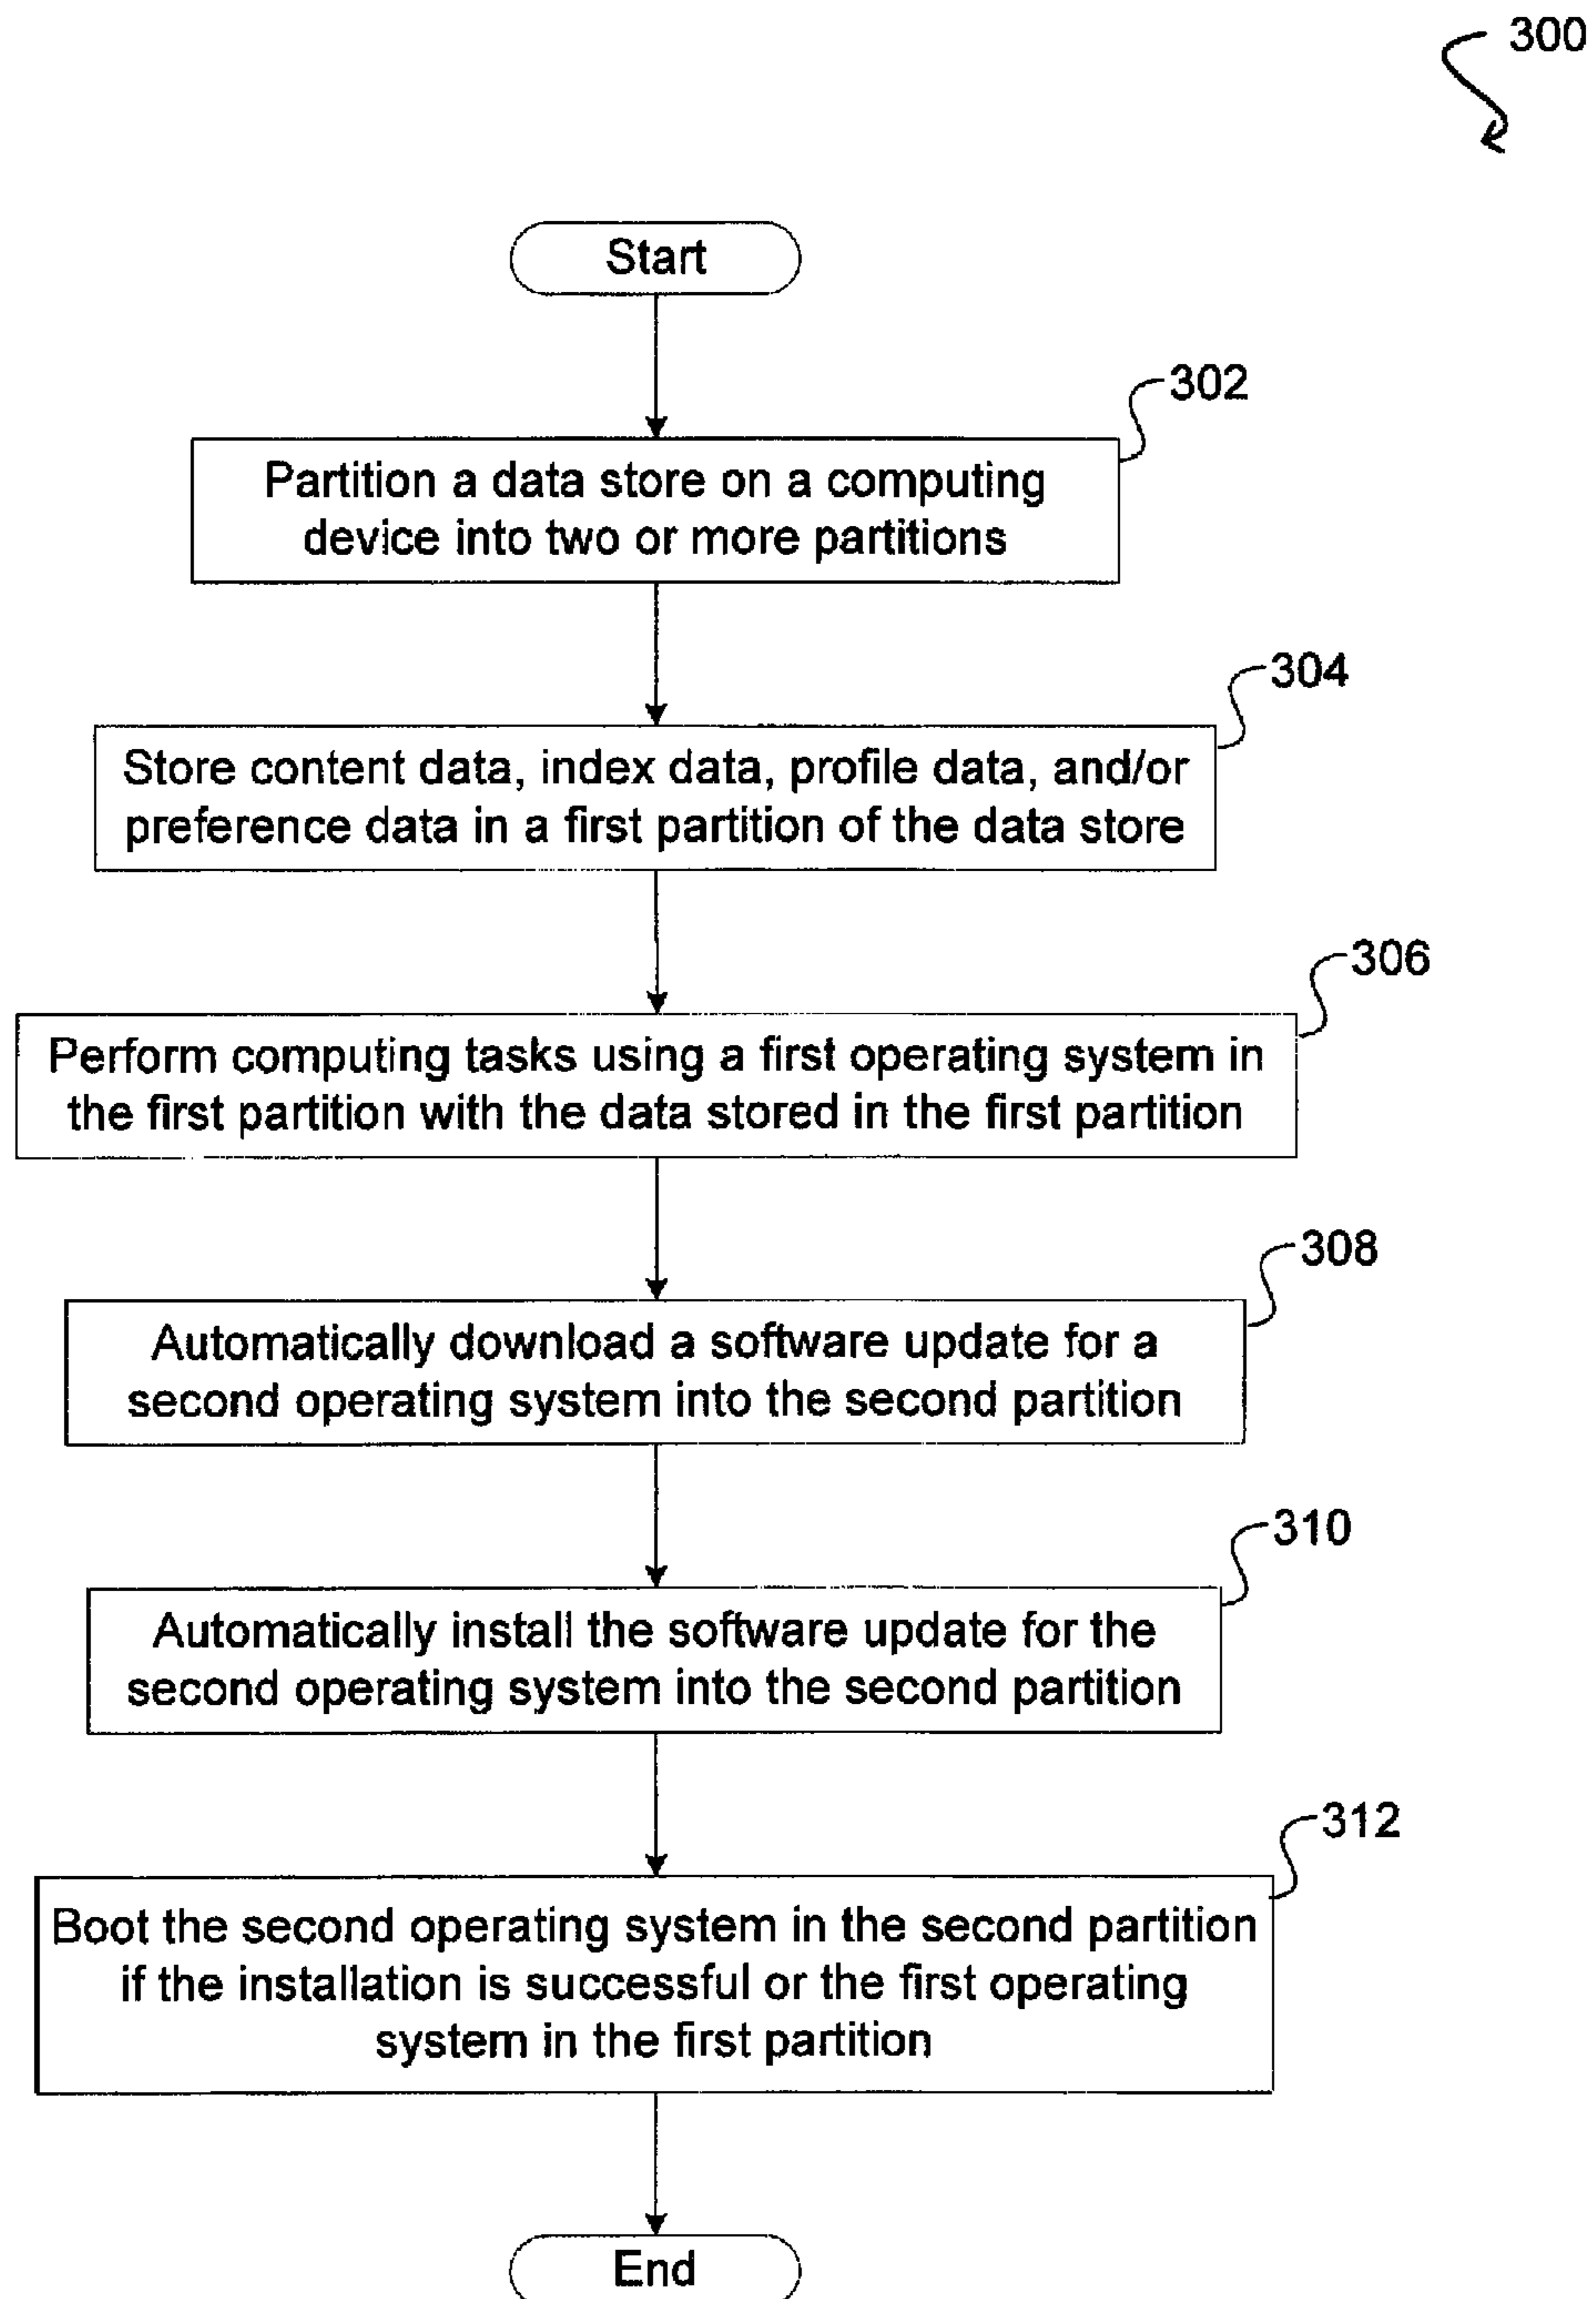 300
Start
302
Partition a data store on a computing
device into two or more partitions
304
Store content data, index data, profile data, and/or
preference data in a first partition of the data store
306
Perform computing tasks using a first operating system in
the first partition with the data stored in the first partition
308
Automatically download a software update for a
second operating system into the second partition
310
Automatically install the software update for the
second operating system into the second partition
312
Boot the second operating system in the second partition
if the installation is successful or the first operating
system in the first partition
End